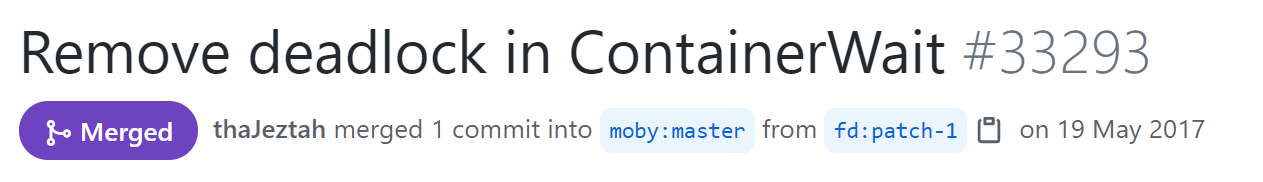 Remove deadlock in ContainerWait #33293
Merged thaJeztah merged 1 commit into moby:master from fd:patch-1 on 19 May 2017